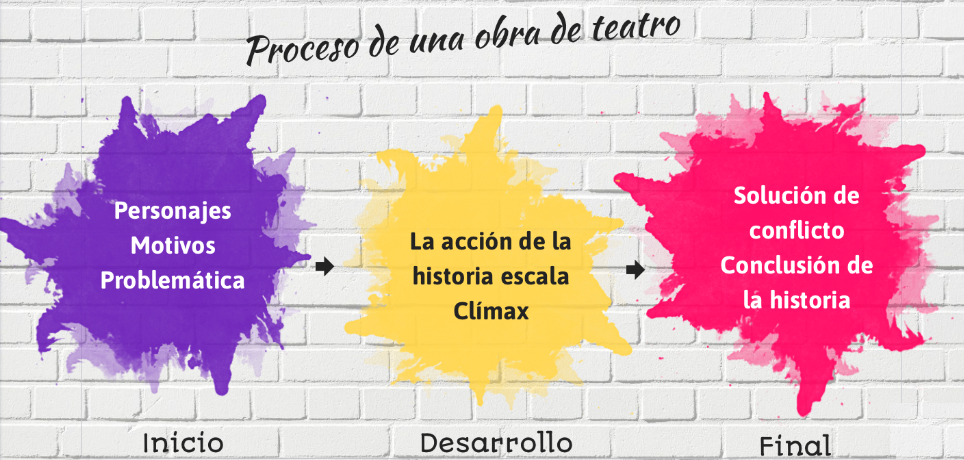 Proceso de una obra de teatro
Personajes
Motivos
Problemática
La acción de la
historia escala
Clímax
Solución de
conflicto
Conclusión de
la historia
Inicio
Desarrollo
Final